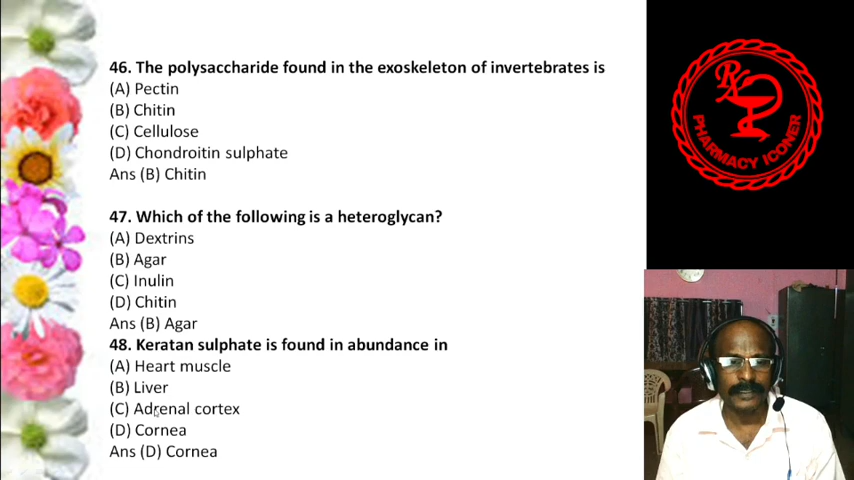 46. The polysaccharide found in the exoskeleton of invertebrates is
(A) Pectin
(B) Chitin
(C) Cellulose
(D) Chondroitin sulphate
Ans (B) Chitin
47. Which of the following is a heteroglycan?
(A) Dextrins
(B) Agar
(C) Inulin
(D) Chitin
Ans (B) Agar
48. Keratan sulphate is found in abundance in
(A) Heart muscle
(B) Liver
(C) Adrenal cortex
(D) Cornea
Ans (D) Cornea
Rx
PHARMACY ICONER